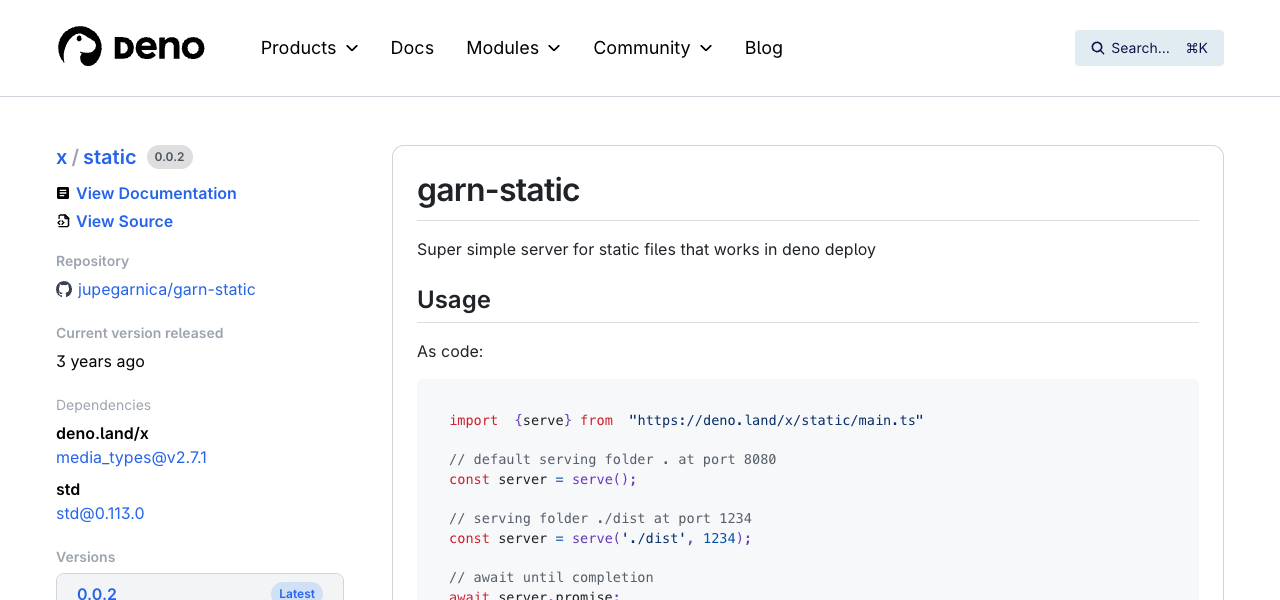 Deno
Products Docs Modules Community Blog
Search... ⌘K
x / static 0.0.2
View Documentation
View Source
Repository
jupegarnica/garn-static
Current version released
3 years ago
Dependencies
deno.land/x
media_types@v2.7.1
std
std@0.113.0
Versions
0.0.2 Latest
garn-static
Super simple server for static files that works in deno deploy
Usage
As code:
import  {serve} from  "https://deno.land/x/static/main.ts"
// default serving folder . at port 8080
const server = serve();
// serving folder ./dist at port 1234
const server = serve('./dist', 1234);
// await until completion
await server.promise;